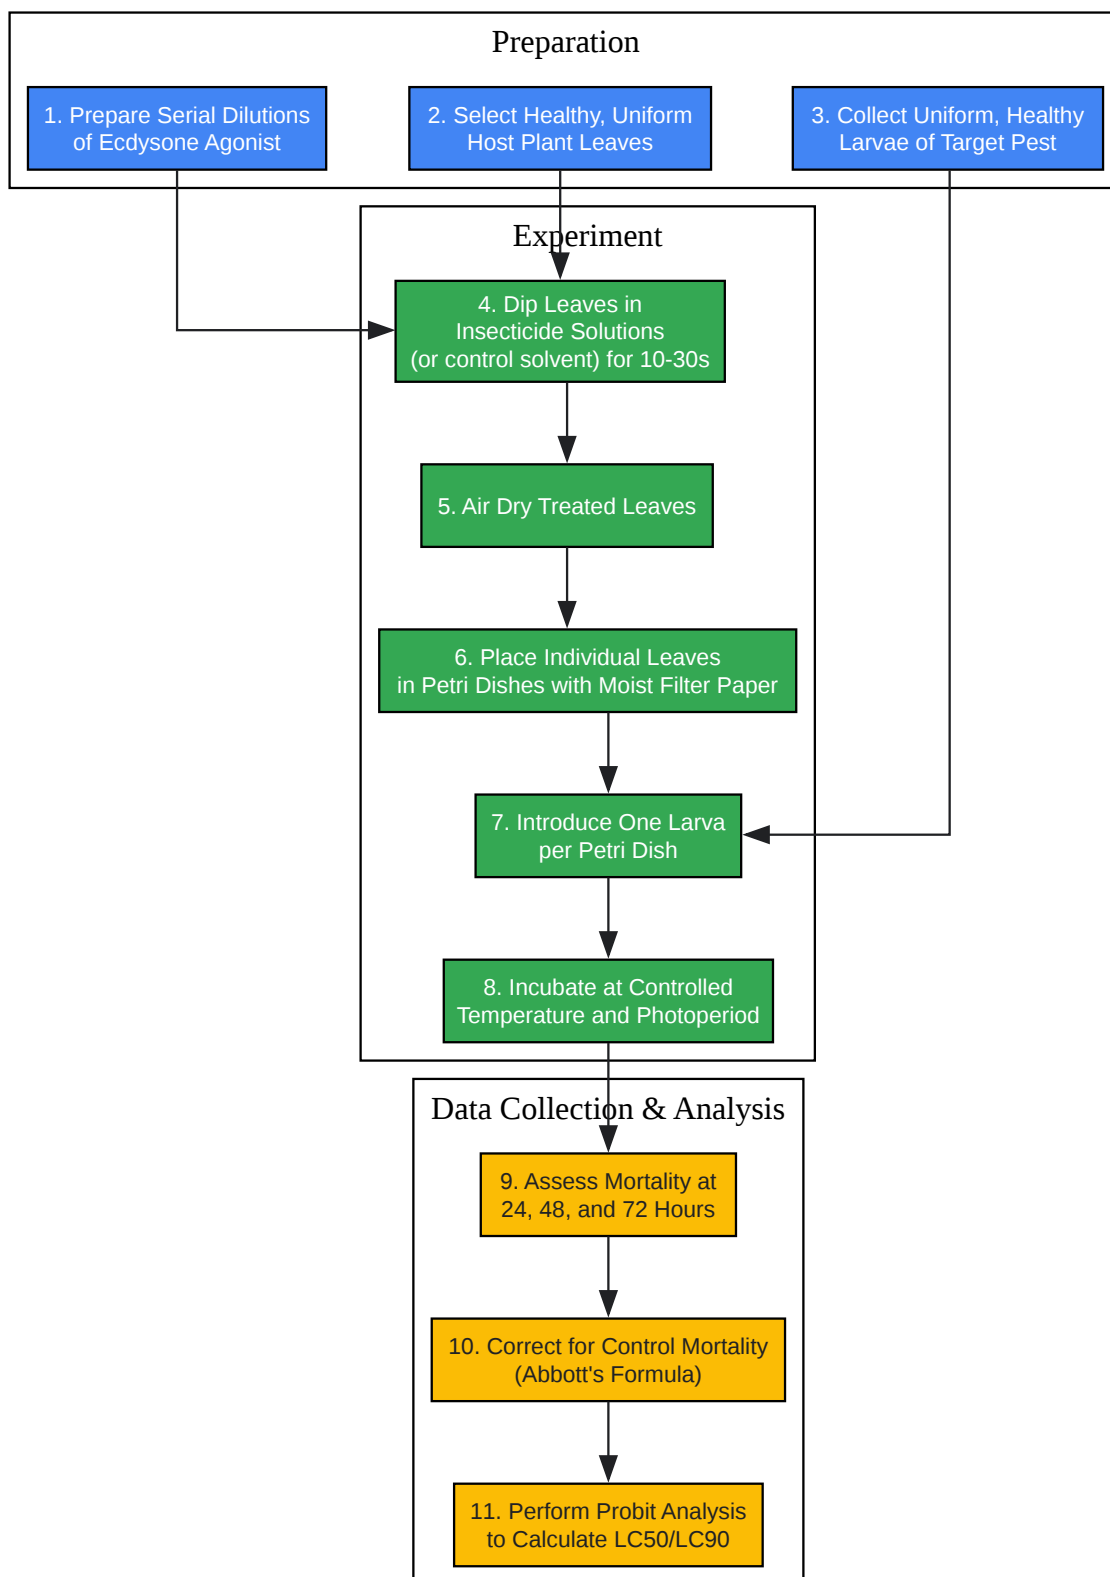 Preparation
1. Prepare Serial Dilutions
of Ecdysone Agonist
2. Select Healthy, Uniform
Host Plant Leaves
3. Collect Uniform, Healthy
Larvae of Target Pest
Experiment
4. Dip Leaves in
Insecticide Solutions
(or control solvent) for 10-30s
5. Air Dry Treated Leaves
6. Place Individual Leaves
in Petri Dishes with Moist Filter Paper
7. Introduce One Larva
per Petri Dish
8. Incubate at Controlled
Temperature and Photoperiod
Data Collection & Analysis
9. Assess Mortality at
24, 48, and 72 Hours
10. Correct for Control Mortality
(Abbott's Formula)
11. Perform Probit Analysis
to Calculate LC50/LC90